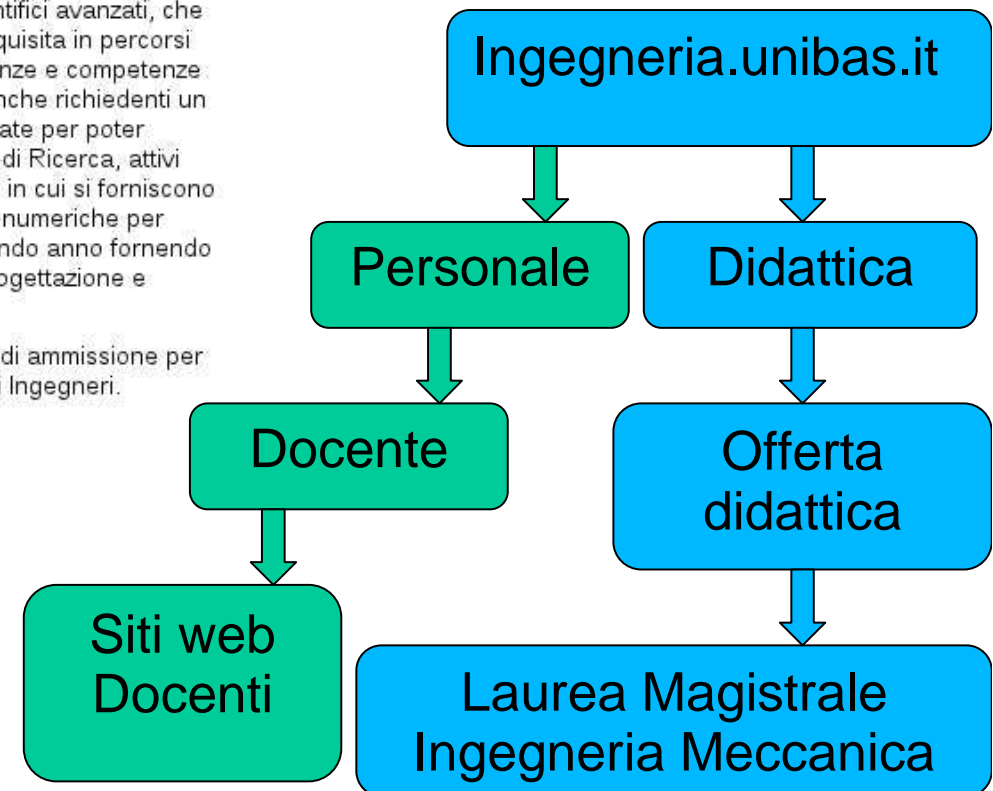 ntifici avanzati, che
quisita in percorsi
nze e competenze
nche richiedenti un
ate per poter
di Ricerca, attivi
in cui si forniscono
numeriche per
ndo anno fornendo
ogettazione e
di ammissione per
i Ingegneri.
Ingegneria.unibas.it
Personale
Didattica
Docente
Offerta
didattica
Siti web
Docenti
Laurea Magistrale
Ingegneria Meccanica